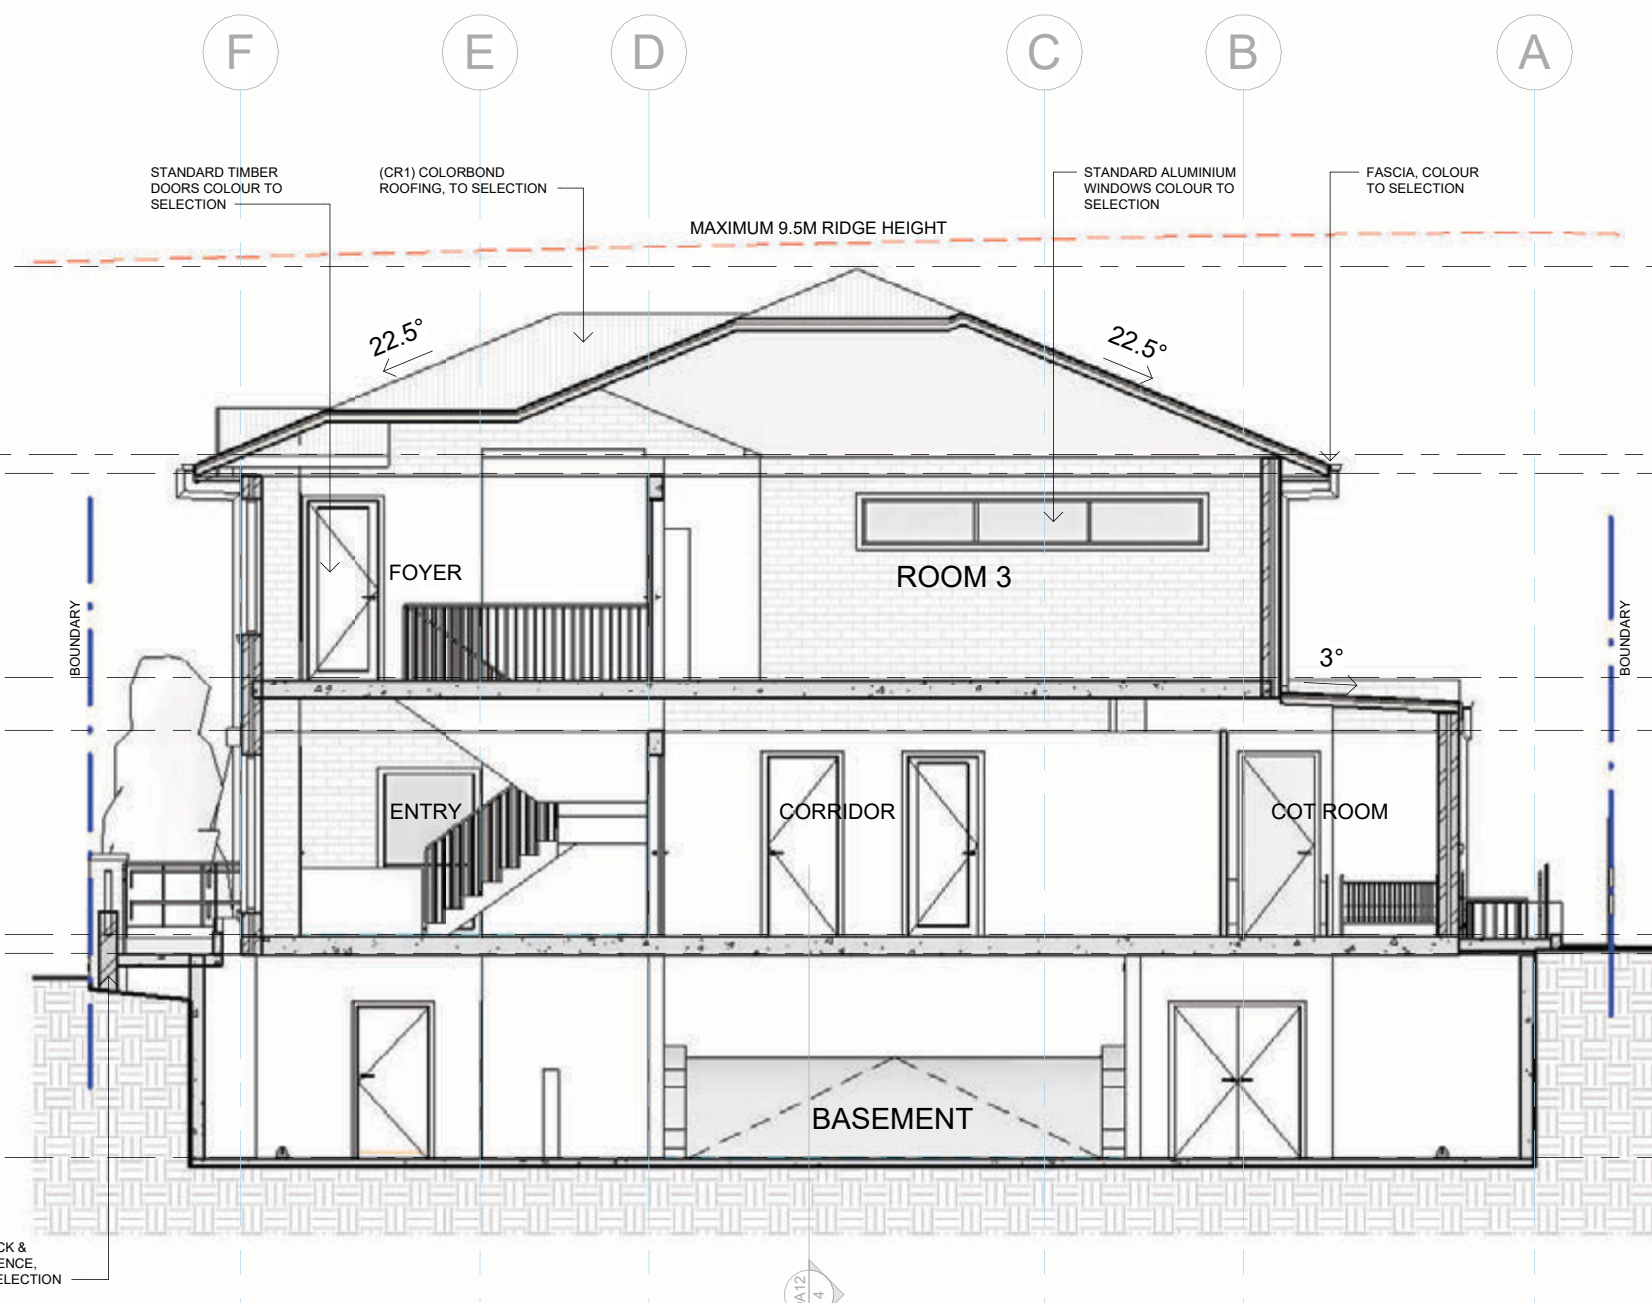 F E D C B A
STANDARD TIMBER
DOORS COLOUR TO
SELECTION
(CR1) COLORBOND
ROOFING, TO SELECTION
STANDARD ALUMINIUM
WINDOWS COLOUR TO
SELECTION
FASCIA, COLOUR
TO SELECTION
MAXIMUM 9.5M RIDGE HEIGHT
22.5°
22.5°
FOYER
ROOM 3
BOUNDARY
BOUNDARY
3°
ENTRY
CORRIDOR
COT ROOM
BASEMENT
CK &
ENCE,
ELECTION
A12
4